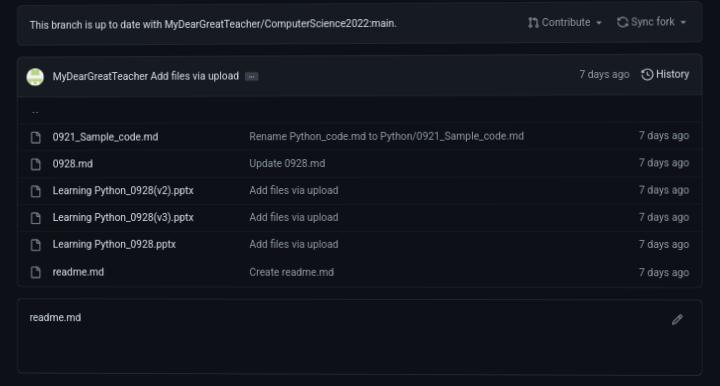 This branch is up to date with MyDearGreatTeacher/ComputerScience2022:main.
Contribute
Sync fork
MyDearGreatTeacher Add files via upload ...
7 days ago
History
..
0921_Sample_code.md Rename Python_code.md to Python/0921_Sample_code.md 7 days ago
0928.md Update 0928.md 7 days ago
Learning Python_0928(v2).pptx Add files via upload 7 days ago
Learning Python_0928(v3).pptx Add files via upload 7 days ago
Learning Python_0928.pptx Add files via upload 7 days ago
readme.md Create readme.md 7 days ago
readme.md